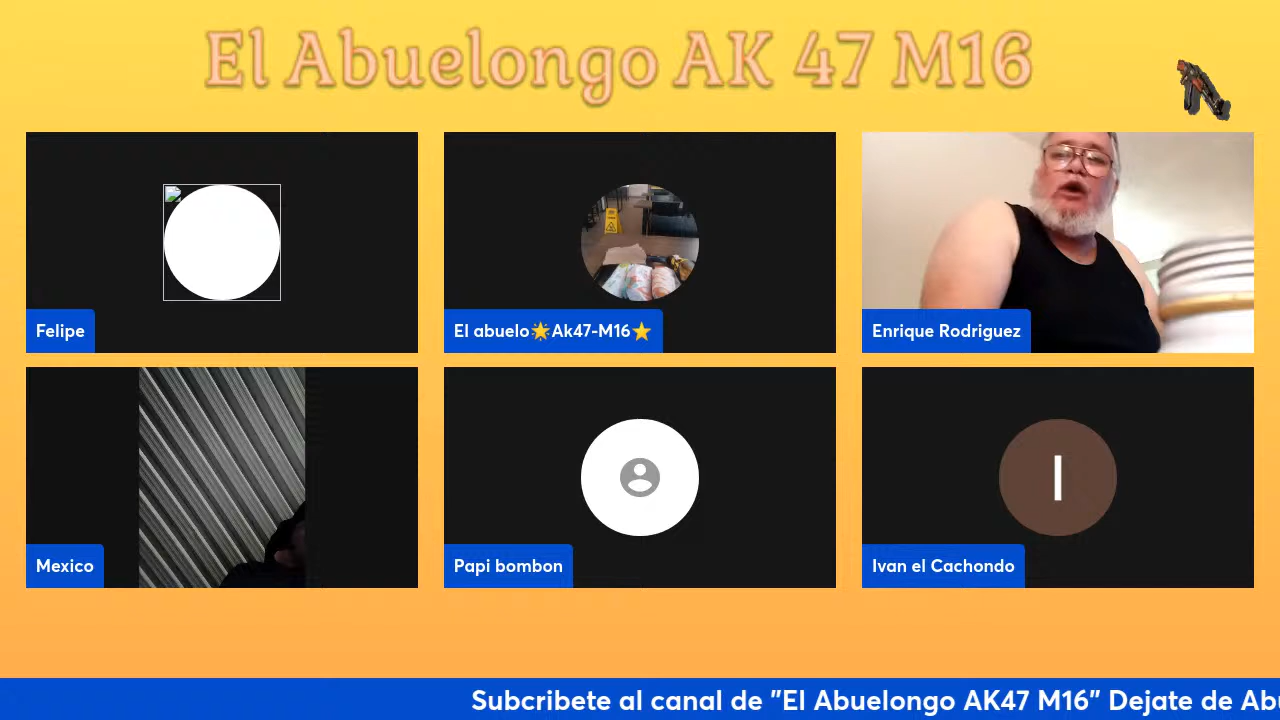 El Abuelongo AK 47 M16
Felipe
El abuelo🌟Ak47-M16⭐
Enrique Rodriguez
Mexico
Papi bombon
I
Ivan el Cachondo
Subcribete al canal de "El Abuelongo AK47 M16" Dejate de